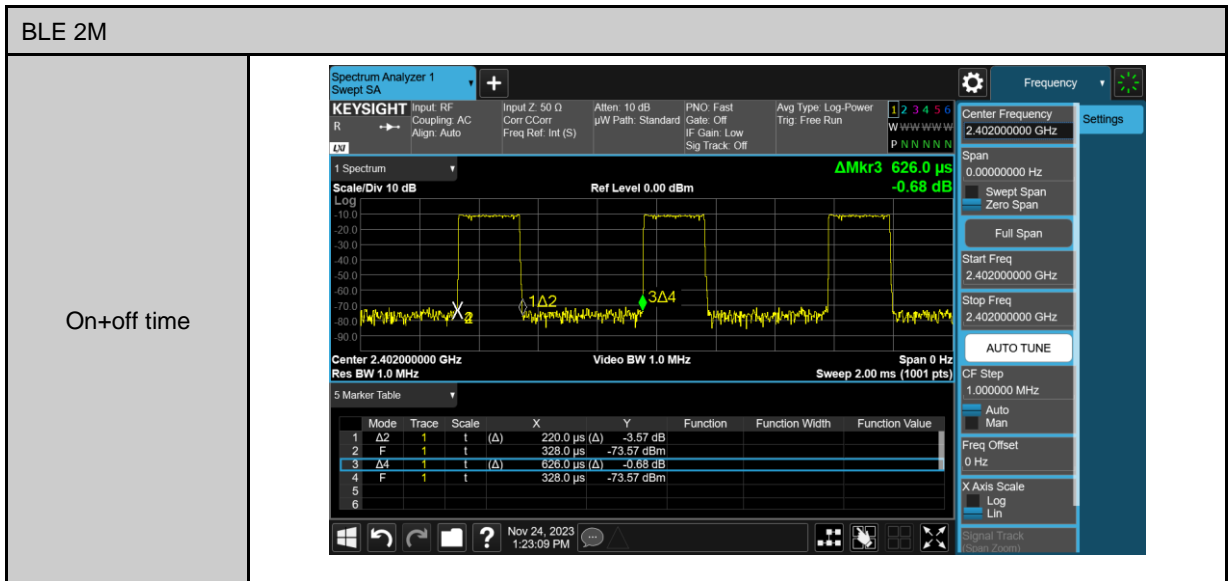 BLE 2M
On+off time
Spectrum Analyzer 1
Swept SA
Frequency
KEYSIGHT
R
LXI
Input: RF
Coupling: AC
Align: Auto
Input Z: 50 Ω
Corr CCorr
Freq Ref: Int (S)
Atten: 10 dB
µW Path: Standard
PNO: Fast
Gate: Off
IF Gain: Low
Sig Track: Off
Avg Type: Log-Power
Trig: Free Run
1 2 3 4 5 6
W W W W W W
P N N N N N
1 Spectrum
ΔMkr3 626.0 µs
-0.68 dB
Scale/Div 10 dB
Ref Level 0.00 dBm
Log
-10.0
-20.0
-30.0
-40.0
-50.0
-60.0
-70.0
-80.0
-90.0
2
1Δ2
3Δ4
Center 2.402000000 GHz
Video BW 1.0 MHz
Span 0 Hz
Res BW 1.0 MHz
Sweep 2.00 ms (1001 pts)
5 Marker Table
Mode Trace Scale X Y Function Function Width Function Value
1 Δ2 1 t (Δ) 220.0 µs (Δ) -3.57 dB
2 F 1 t 328.0 µs -73.57 dBm
3 Δ4 1 t (Δ) 626.0 µs (Δ) -0.68 dB
4 F 1 t 328.0 µs -73.57 dBm
5
6
?
Nov 24, 2023
1:23:09 PM
Center Frequency
2.402000000 GHz
Settings
Span
0.00000000 Hz
Swept Span
Zero Span
Full Span
Start Freq
2.402000000 GHz
Stop Freq
2.402000000 GHz
AUTO TUNE
CF Step
1.000000 MHz
Auto
Man
Freq Offset
0 Hz
X Axis Scale
Log
Lin
Signal Track
(Span Zoom)